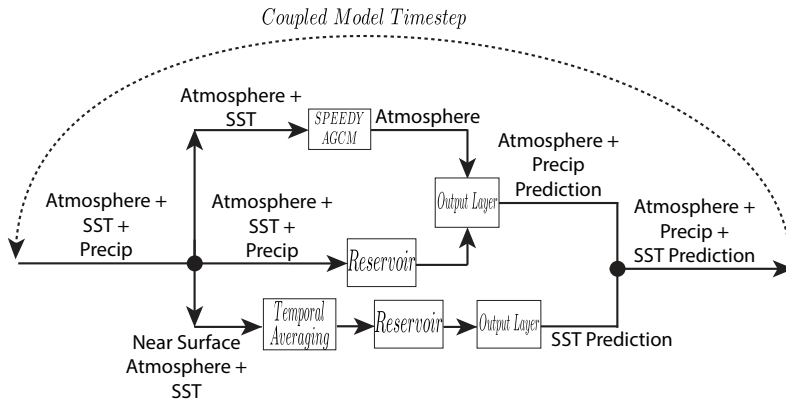 Coupled Model Timestep
Atmosphere +
SST
SPEEDY
AGCM
Atmosphere
Atmosphere +
Precip
Prediction
Output Layer
Atmosphere +
SST +
Precip
Atmosphere +
SST +
Precip
Reservoir
Atmosphere +
Precip +
SST Prediction
Near Surface
Atmosphere +
SST
Temporal
Averaging
Reservoir
Output Layer
SST Prediction